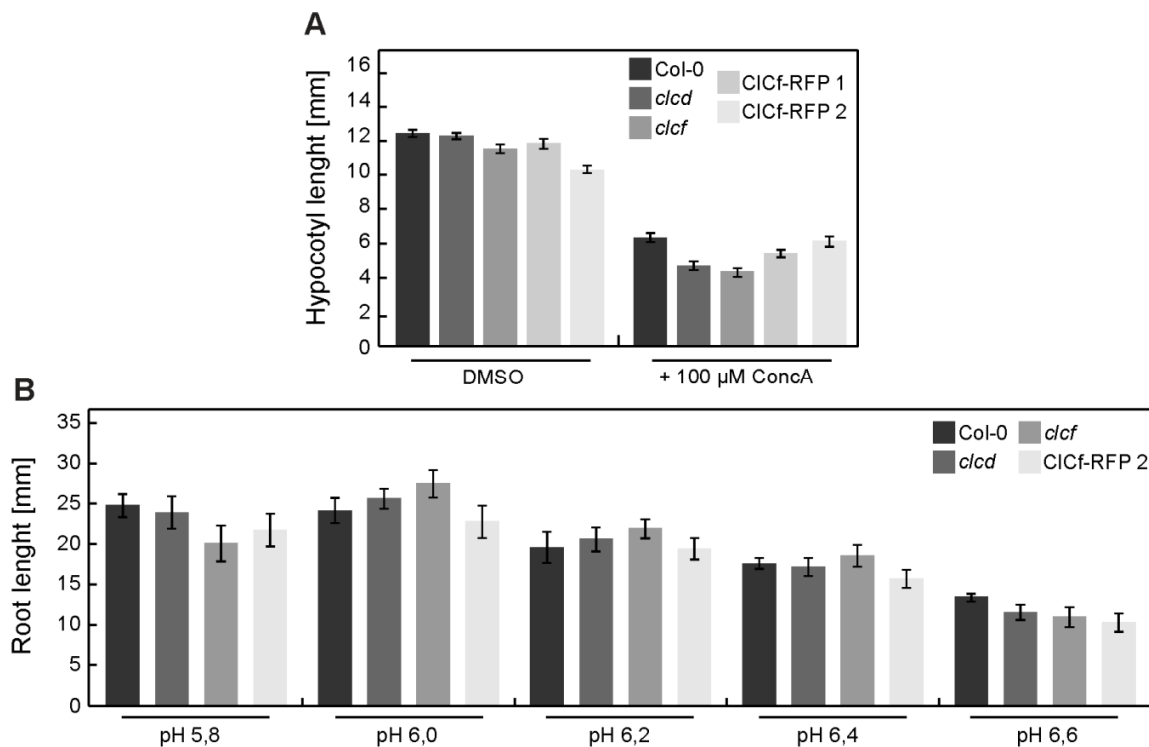 A
Hypocotyl lenght [mm]
16
14
12
10
8
6
4
2
0
Col-0
clcd
clcf
ClCf-RFP 1
ClCf-RFP 2
DMSO
+ 100 µM ConcA
B
Root lenght [mm]
35
30
25
20
15
10
5
0
Col-0
clcd
clcf
ClCf-RFP 2
pH 5,8
pH 6,0
pH 6,2
pH 6,4
pH 6,6